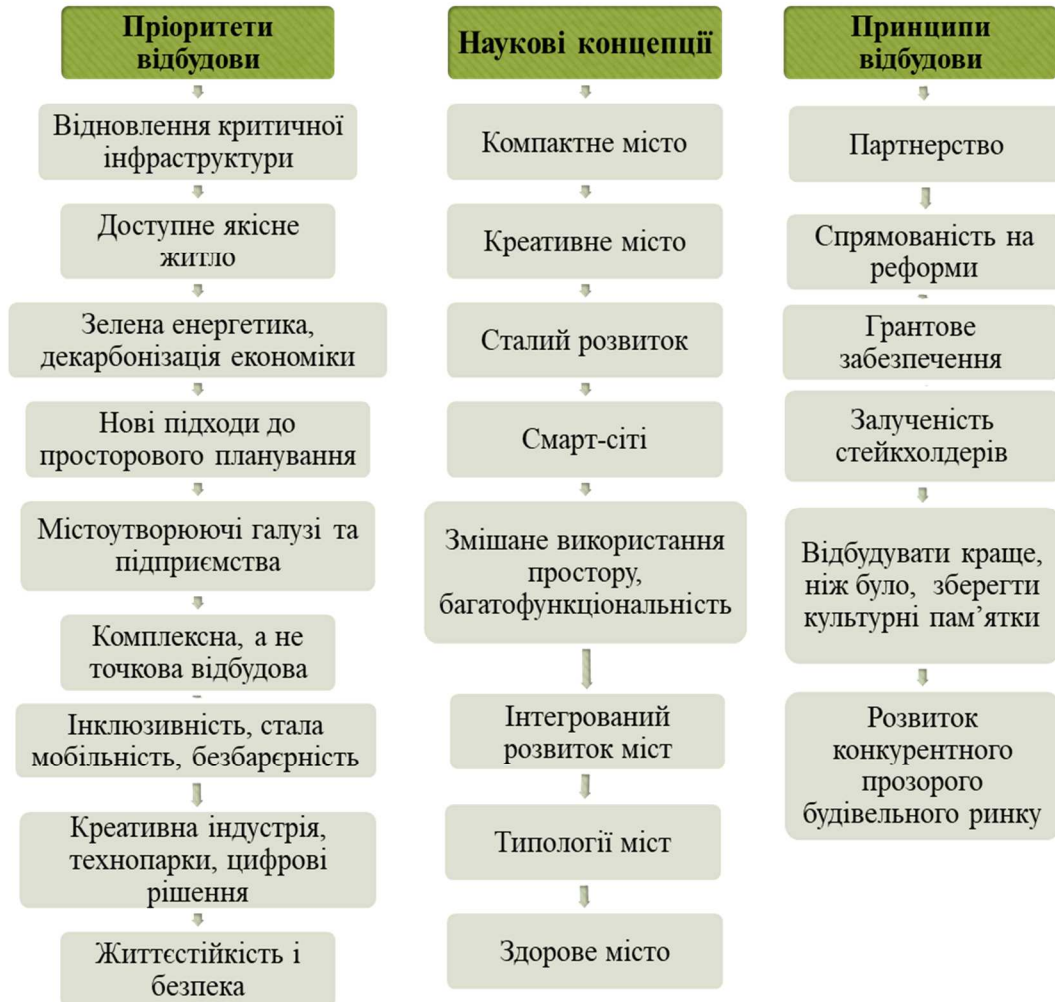 Пріоритети
відбудови
Відновлення критичної
інфраструктури
Доступне якісне
житло
Зелена енергетика,
декарбонізація економіки
Нові підходи до
просторового планування
Містоутворюючі галузі та
підприємства
Комплексна, а не
точкова відбудова
Інклюзивність, стала
мобільність, безбарєрність
Креативна індустрія,
технопарки, цифрові
рішення
Життєстійкість і
безпека
Наукові концепції
Компактне місто
Креативне місто
Сталий розвиток
Смарт-сіті
Змішане використання
простору,
багатофункціональність
Інтегрований
розвиток міст
Типології міст
Здорове місто
Принципи
відбудови
Партнерство
Спрямованість на
реформи
Грантове
забезпечення
Залученість
стейкхолдерів
Відбудувати краще,
ніж було, зберегти
культурні пам’ятки
Розвиток
конкурентного
прозорого
будівельного ринку